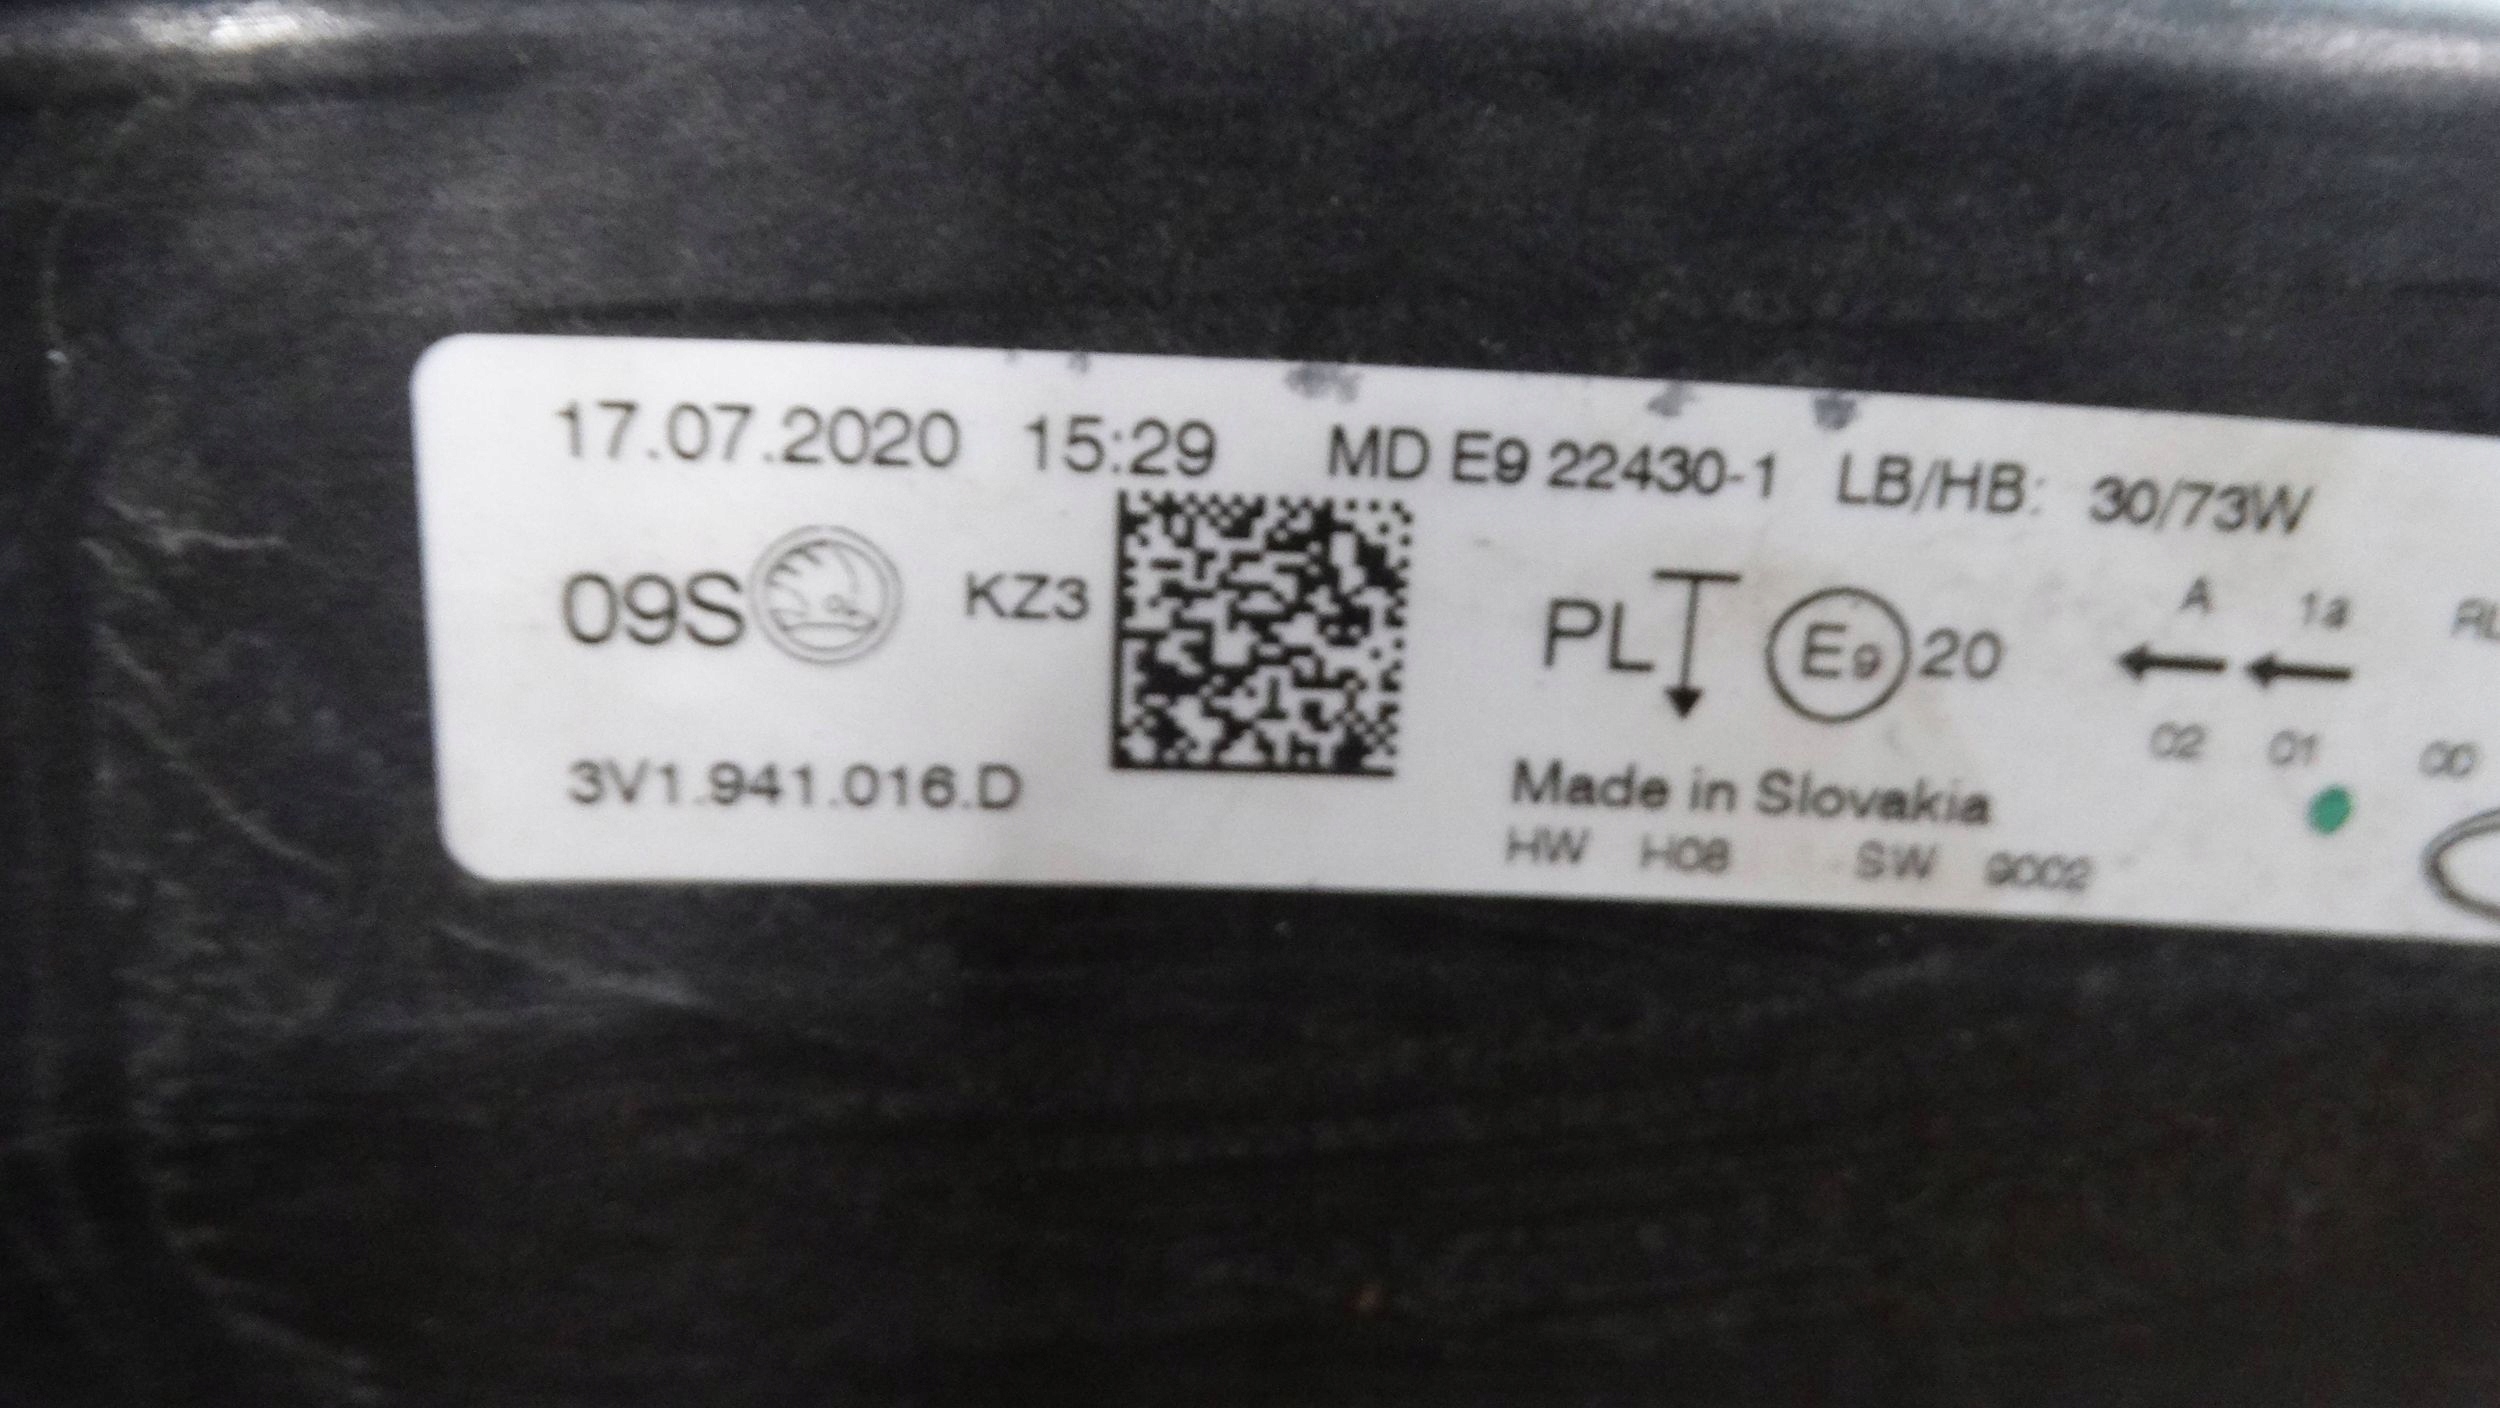 17.07.2020 15:29 MD E9 22430-1 LB/HB: 30/73W
09S KZ3 PL E9 20
A 1a RL
02 01 00
3V1.941.016.D
Made in Slovakia
HW H08 SW 9002